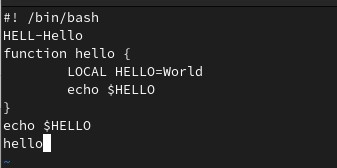 #! /bin/bash
HELL-Hello
function hello {
        LOCAL HELLO=World
        echo $HELLO
}
echo $HELLO
hello
~